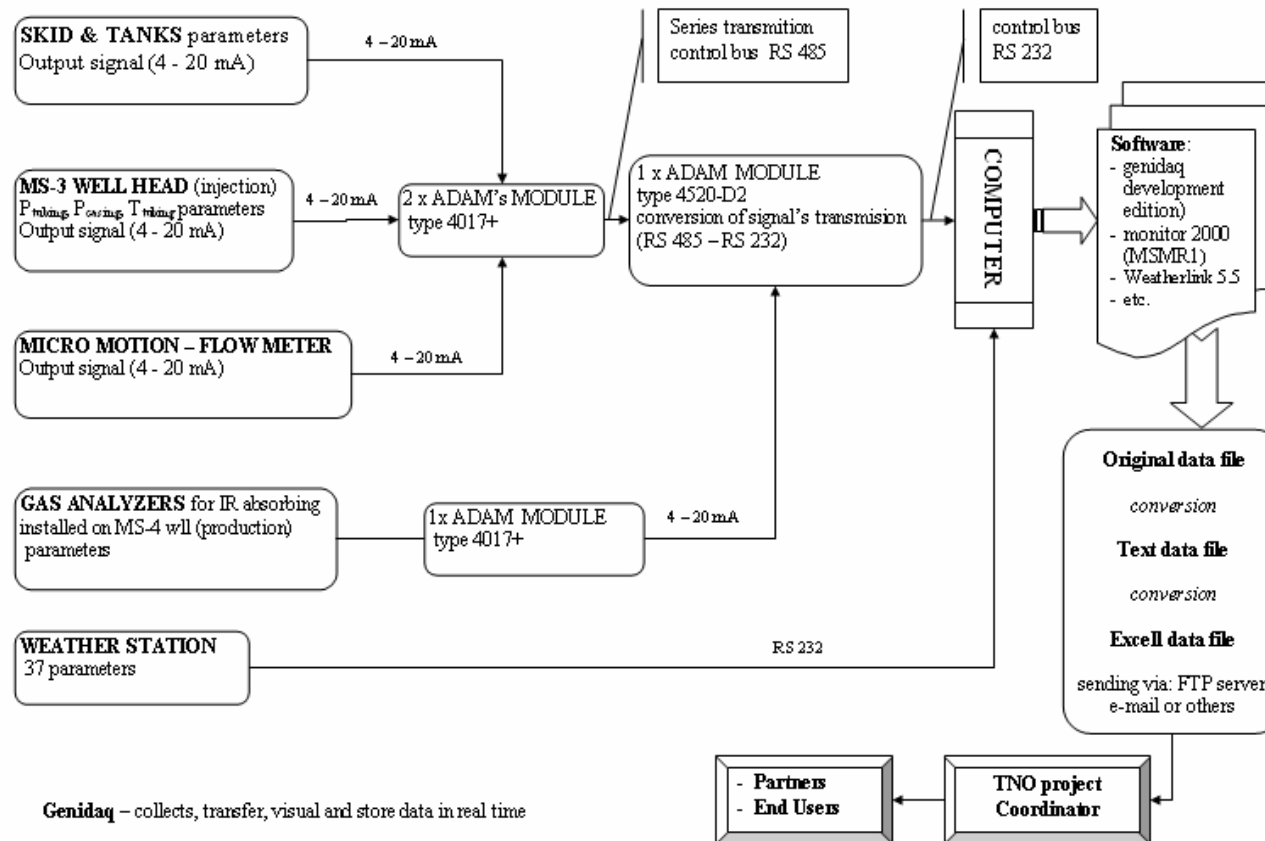 SKID & TANKS parameters
Output signal (4 - 20 mA)
4 – 20 mA
Series transmition
control bus RS 485
control bus
RS 232
MS-3 WELL HEAD (injection)
Ptubing, Pcasing, Ttubing parameters
Output signal (4 - 20 mA)
4 – 20 mA
2 x ADAM's MODULE
type 4017+
1 x ADAM MODULE
type 4520-D2
conversion of signal's transmision
(RS 485 – RS 232)
COMPUTER
Software:
- genidaq
development
edition)
- monitor 2000
(MSMR1)
- Weatherlink 5.5
- etc.
MICRO MOTION – FLOW METER
Output signal (4 - 20 mA)
4 – 20 mA
GAS ANALYZERS for IR absorbing
installed on MS-4 wll (production)
parameters
1x ADAM MODULE
type 4017+
4 – 20 mA
WEATHER STATION
37 parameters
RS 232
Original data file
conversion
Text data file
conversion
Excell data file
sending via: FTP server
e-mail or others
TNO project
Coordinator
- Partners
- End Users
Genidaq – collects, transfer, visual and store data in real time